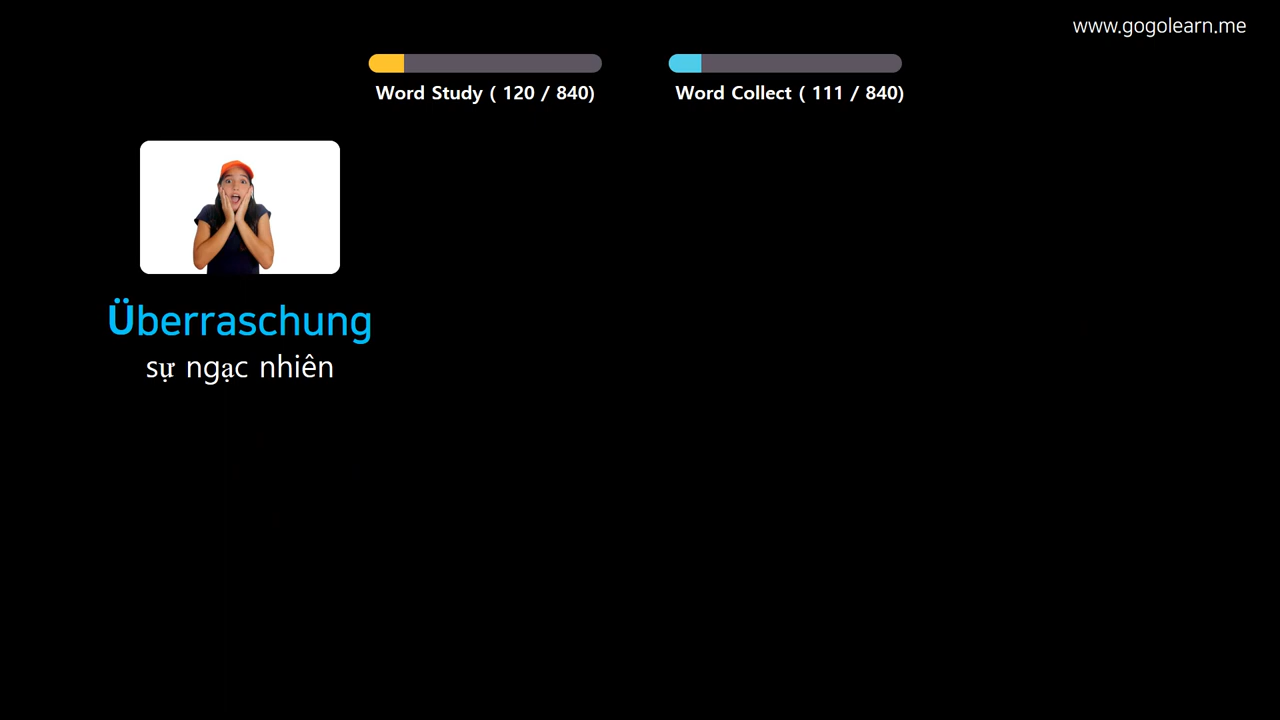 www.gogolearn.me
Word Study ( 120 / 840)
Word Collect ( 111 / 840)
Überraschung
sự ngạc nhiên